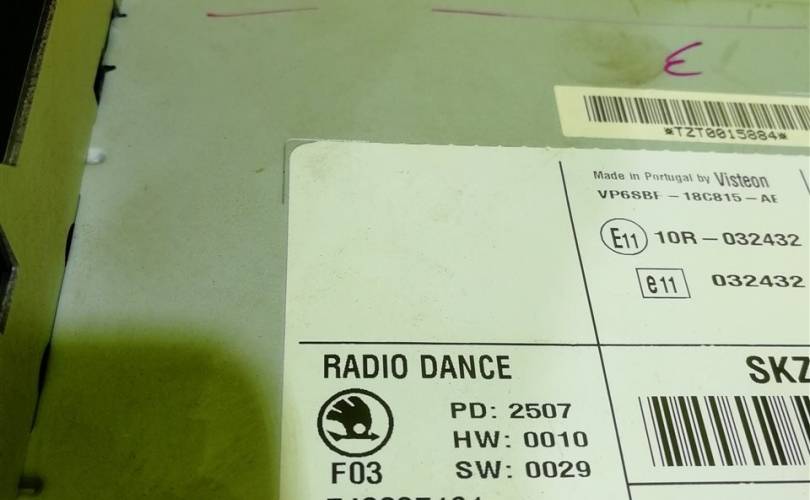 E
*TZT0015884*
Made in Portugal by Visteon
VP6SBF-18C815-AE
E11 10R-032432
e11 032432
RADIO DANCE
SKZ
PD: 2507
HW: 0010
F03 SW: 0029